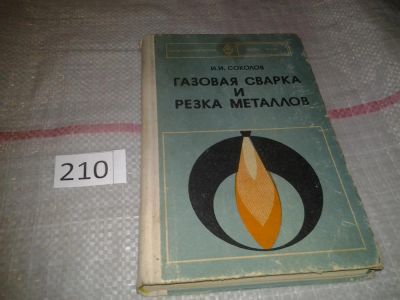 И.И. СОКОЛОВ
ГАЗОВАЯ СВАРКА
И
РЕЗКА МЕТАЛЛОВ
210